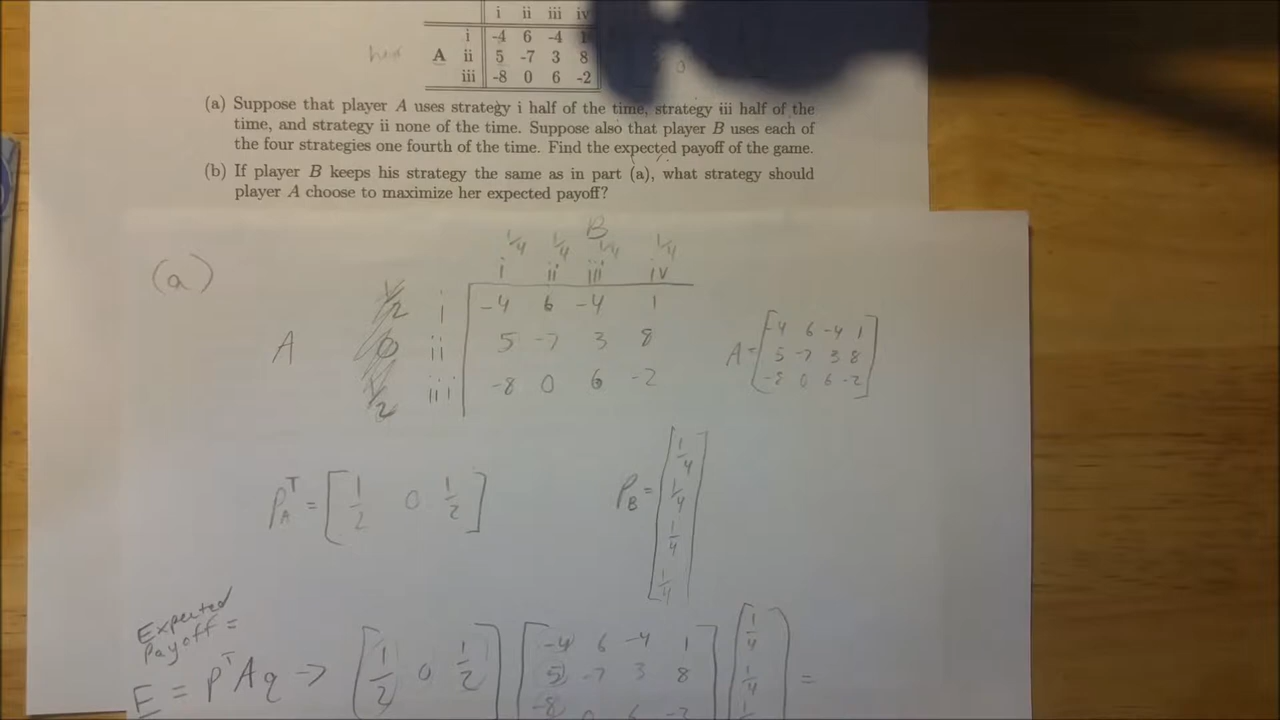 i ii iii iv
i -4 6 -4 1
A ii 5 -7 3 8
iii -8 0 6 -2
0
(a) Suppose that player A uses strategy i half of the time, strategy iii half of the
time, and strategy ii none of the time. Suppose also that player B uses each of
the four strategies one fourth of the time. Find the expected payoff of the game.
(b) If player B keeps his strategy the same as in part (a), what strategy should
player A choose to maximize her expected payoff?
(a)
B
1/4 1/4 1/4 1/4
i ii iii iv
1/2 i -4 6 -4 1
A 0 ii 5 -7 3 8
1/2 iii -8 0 6 -2
A = [-4 6 -4 1
5 -7 3 8
-8 0 6 -2]
P_A^T = [1/2 0 1/2]
P_B = [1/4
1/4
1/4
1/4]
Expected
Payoff =
E = P^T A q -> [1/2 0 1/2] [-4 6 -4 1
5 -7 3 8
-8 0 6 -2] [1/4
1/4